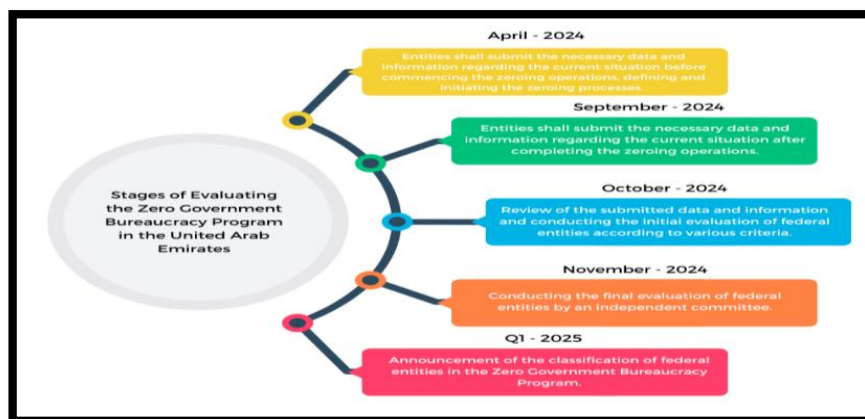 April - 2024
Entities shall submit the necessary data and
information regarding the current situation before
commencing the zeroing operations, defining and
initiating the zeroing processes.
September - 2024
Entities shall submit the necessary data and
information regarding the current situation after
completing the zeroing operations.
Stages of Evaluating
the Zero Government
Bureaucracy Program
in the United Arab
Emirates
October - 2024
Review of the submitted data and information
and conducting the initial evaluation of federal
entities according to various criteria.
November - 2024
Conducting the final evaluation of federal
entities by an independent committee.
Q1 - 2025
Announcement of the classification of federal
entities in the Zero Government Bureaucracy
Program.